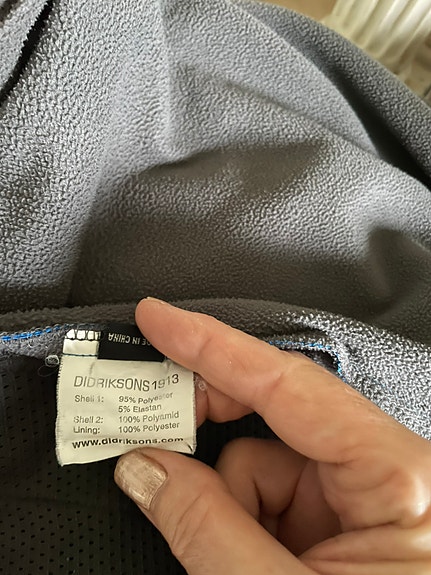 DE IN CHINA
DIDRIKSONS1913
Shell 1: 95% Polyester
5% Elastan
Shell 2: 100% Polyamid
Lining: 100% Polyester
www.didriksons.com